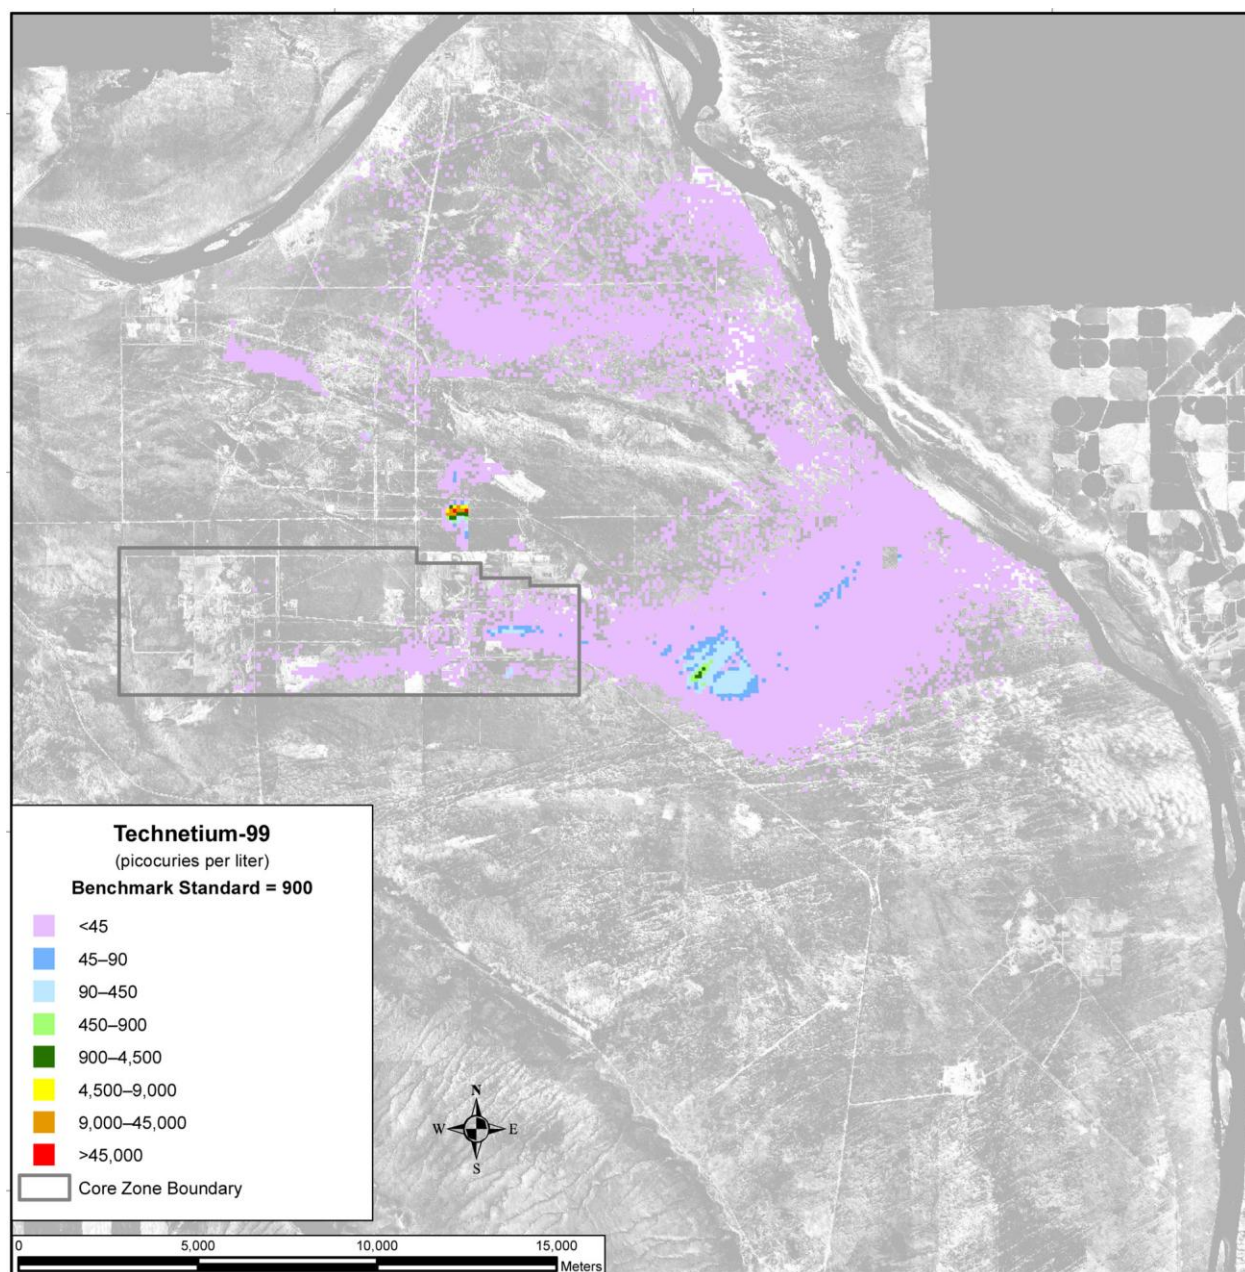 Technetium-99
(picocuries per liter)
Benchmark Standard = 900
<45
45–90
90–450
450–900
900–4,500
4,500–9,000
9,000–45,000
>45,000
Core Zone Boundary
N
W E
S
0 5,000 10,000 15,000
Meters